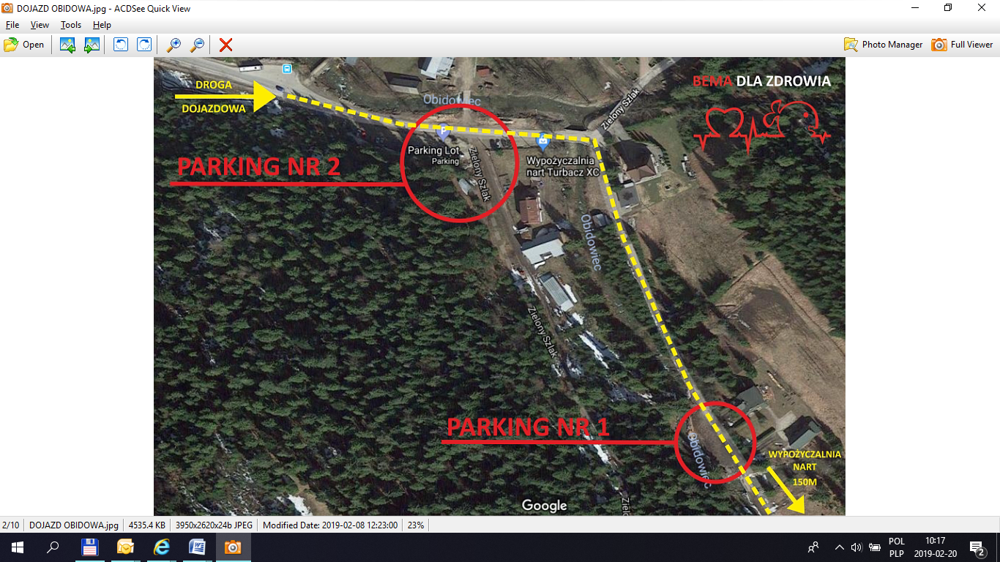 DOJAZD OBIDOWA.jpg - ACDSee Quick View
File View Tools Help
Open
Photo Manager
Full Viewer
DROGA
DOJAZDOWA
BEMA DLA ZDROWIA
Obidowiec
Zielony Szlak
PARKING NR 2
Parking Lot
Parking
P
Zielony Szlak
Wypożyczalnia
nart Turbacz XC
Obidowiec
Zielony Szlak
PARKING NR 1
Obidowiec
WYPOŻYCZALNIA
NART
150M
Google
Ziel
2/10 DOJAZD OBIDOWA.jpg 4535.4 KB 3950x2620x24b JPEG Modified Date: 2019-02-08 12:23:00 23%
POL
PLP
10:17
2019-02-20
2